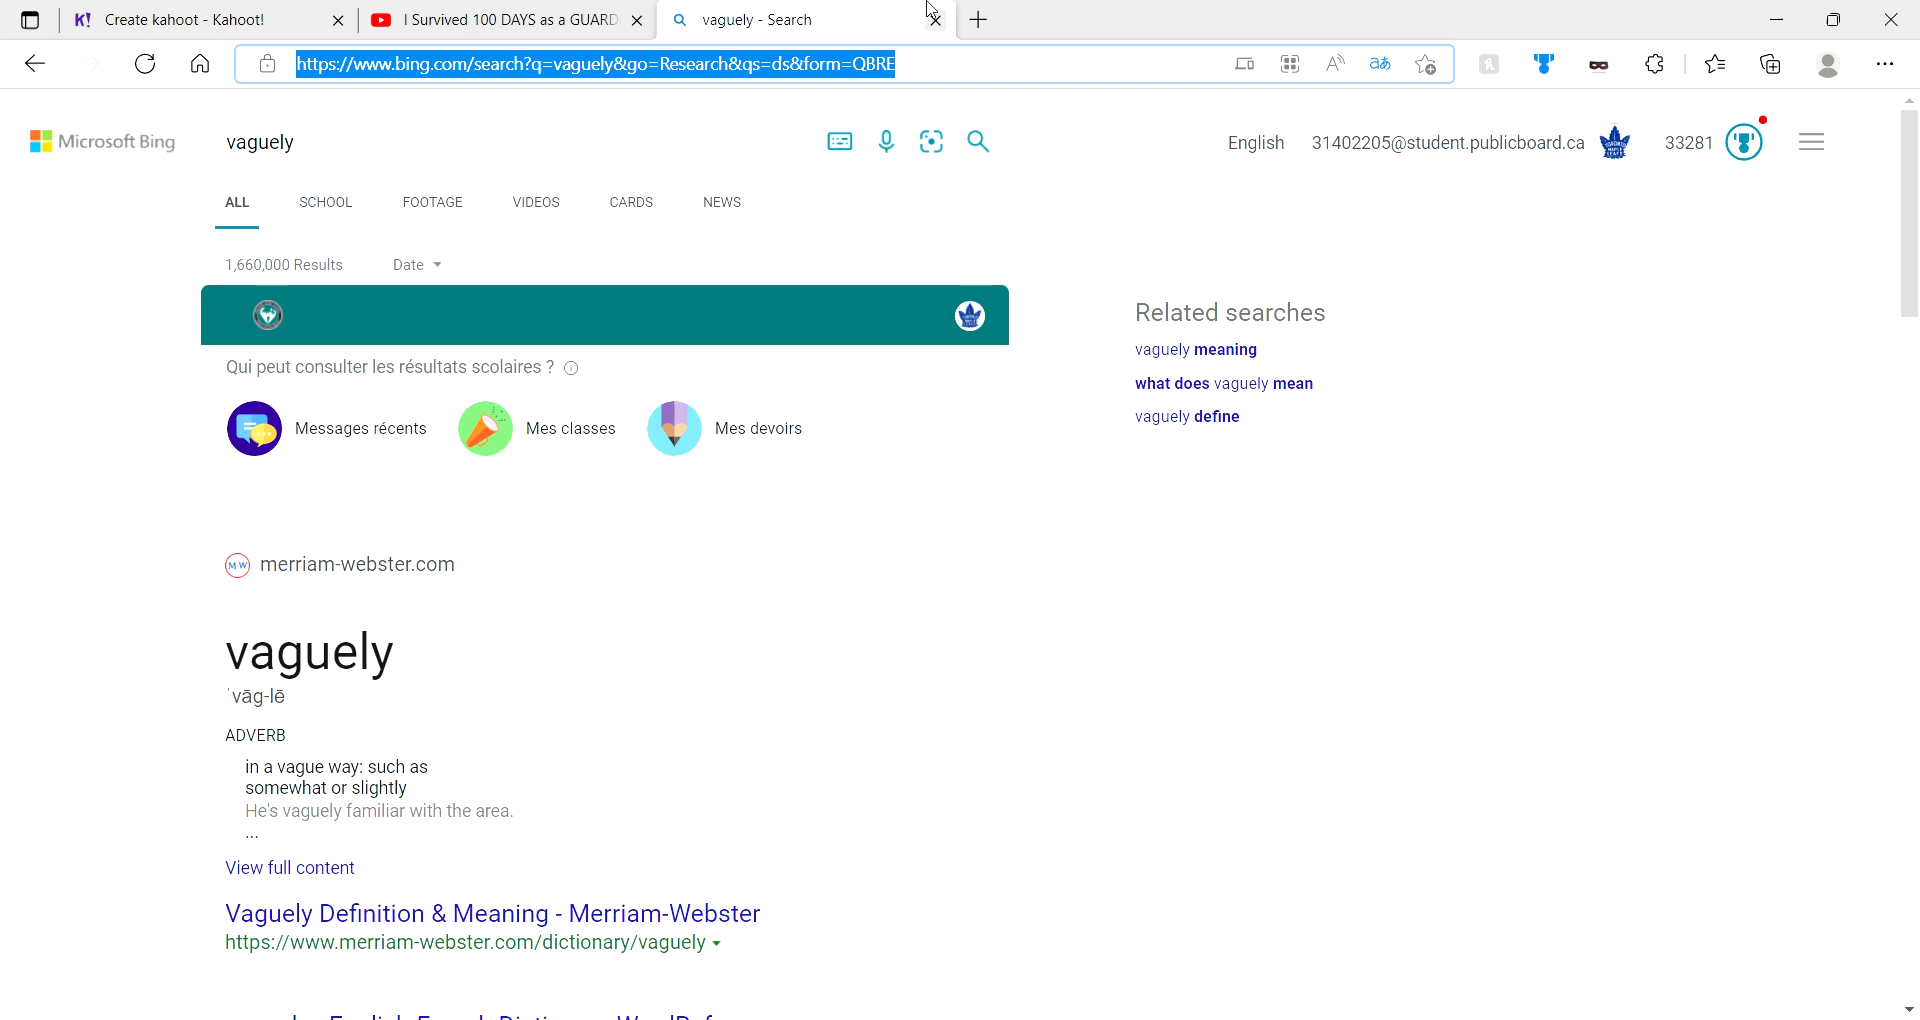 K! Create kahoot - Kahoot!
I Survived 100 DAYS as a GUARD
vaguely - Search
https://www.bing.com/search?q=vaguely&go=Research&qs=ds&form=QBRE
Microsoft Bing
vaguely
English 31402205@student.publicboard.ca 33281
ALL SCHOOL FOOTAGE VIDEOS CARDS NEWS
1,660,000 Results Date
Qui peut consulter les résultats scolaires ?
Messages récents Mes classes Mes devoirs
Related searches
vaguely meaning
what does vaguely mean
vaguely define
MW merriam-webster.com
vaguely
ˈvāg-lē
ADVERB
in a vague way: such as
somewhat or slightly
He's vaguely familiar with the area.
...
View full content
Vaguely Definition & Meaning - Merriam-Webster
https://www.merriam-webster.com/dictionary/vaguely